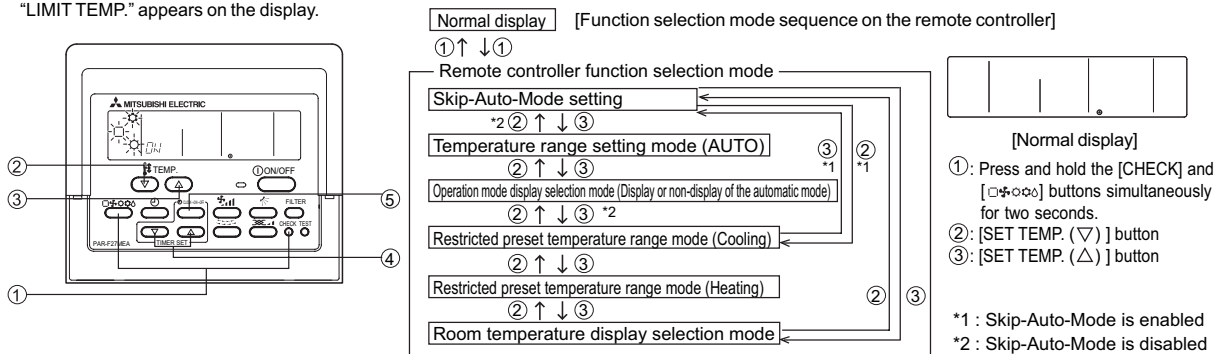 “LIMIT TEMP.” appears on the display.
MITSUBISHI ELECTRIC
ON
② TEMP. ON/OFF
③ ⑤
CLOCK→ON→OFF FILTER
CHECK TEST
PAR-F27MEA TIMER SET
④
①
Normal display [Function selection mode sequence on the remote controller]
①↑ ↓①
Remote controller function selection mode
Skip-Auto-Mode setting
*2 ② ↑ ↓ ③
Temperature range setting mode (AUTO)
② ↑ ↓ ③
Operation mode display selection mode (Display or non-display of the automatic mode)
② ↑ ↓ ③ *2
Restricted preset temperature range mode (Cooling)
② ↑ ↓ ③
Restricted preset temperature range mode (Heating)
② ↑ ↓ ③
Room temperature display selection mode
③ ②
*1 *1
② ③
[Normal display]
①: Press and hold the [CHECK] and
[ ] buttons simultaneously
for two seconds.
②: [SET TEMP. (▽) ] button
③: [SET TEMP. (△) ] button
*1 : Skip-Auto-Mode is enabled
*2 : Skip-Auto-Mode is disabled